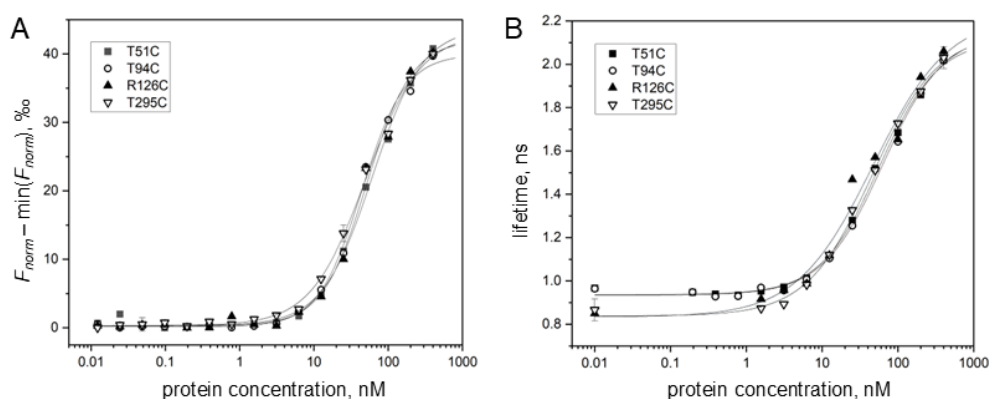 A
T51C
T94C
R126C
T295C
F_norm – min(F_norm), ‰
40
30
20
10
0
0.01 0.1 1 10 100 1000
protein concentration, nM
B
T51C
T94C
R126C
T295C
lifetime, ns
2.2
2.0
1.8
1.6
1.4
1.2
1.0
0.8
0.01 0.1 1 10 100 1000
protein concentration, nM